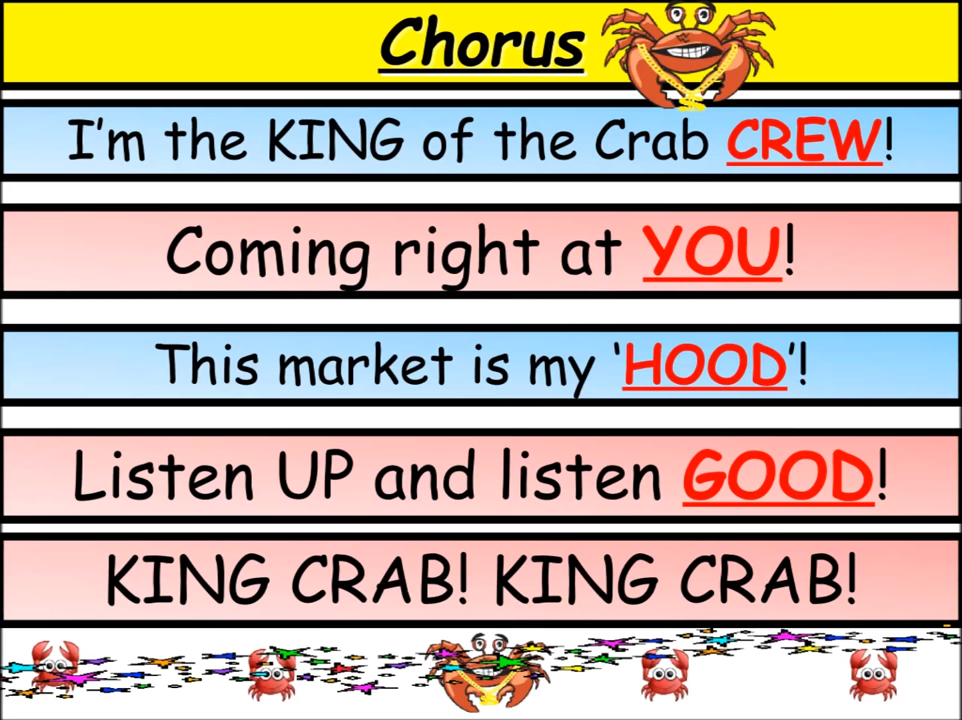 Chorus
I'm the KING of the Crab CREW!
Coming right at YOU!
This market is my ‘HOOD’!
Listen UP and listen GOOD!
KING CRAB! KING CRAB!